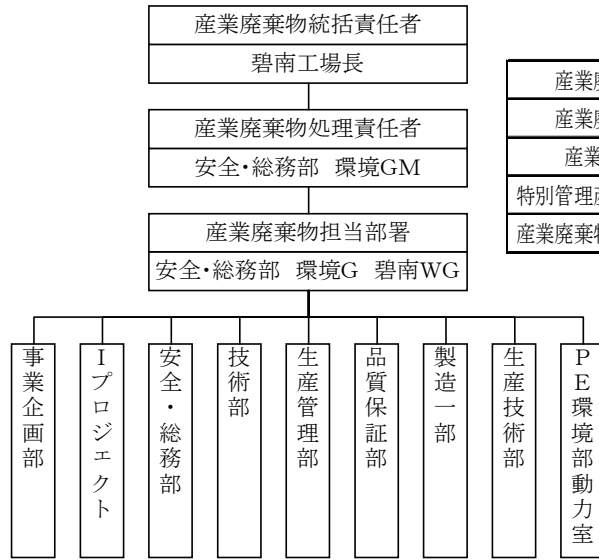 産業廃棄物統括責任者
碧南工場長
産業廃棄物処理責任者
安全・総務部 環境GM
産業廃棄物担当部署
安全・総務部 環境G 碧南WG
産業廃
産業廃
産業
特別管理産
産業廃棄物
事業企画部
Iプロジェクト
安全・総務部
技術部
生産管理部
品質保証部
製造一部
生産技術部
PE環境部動力室